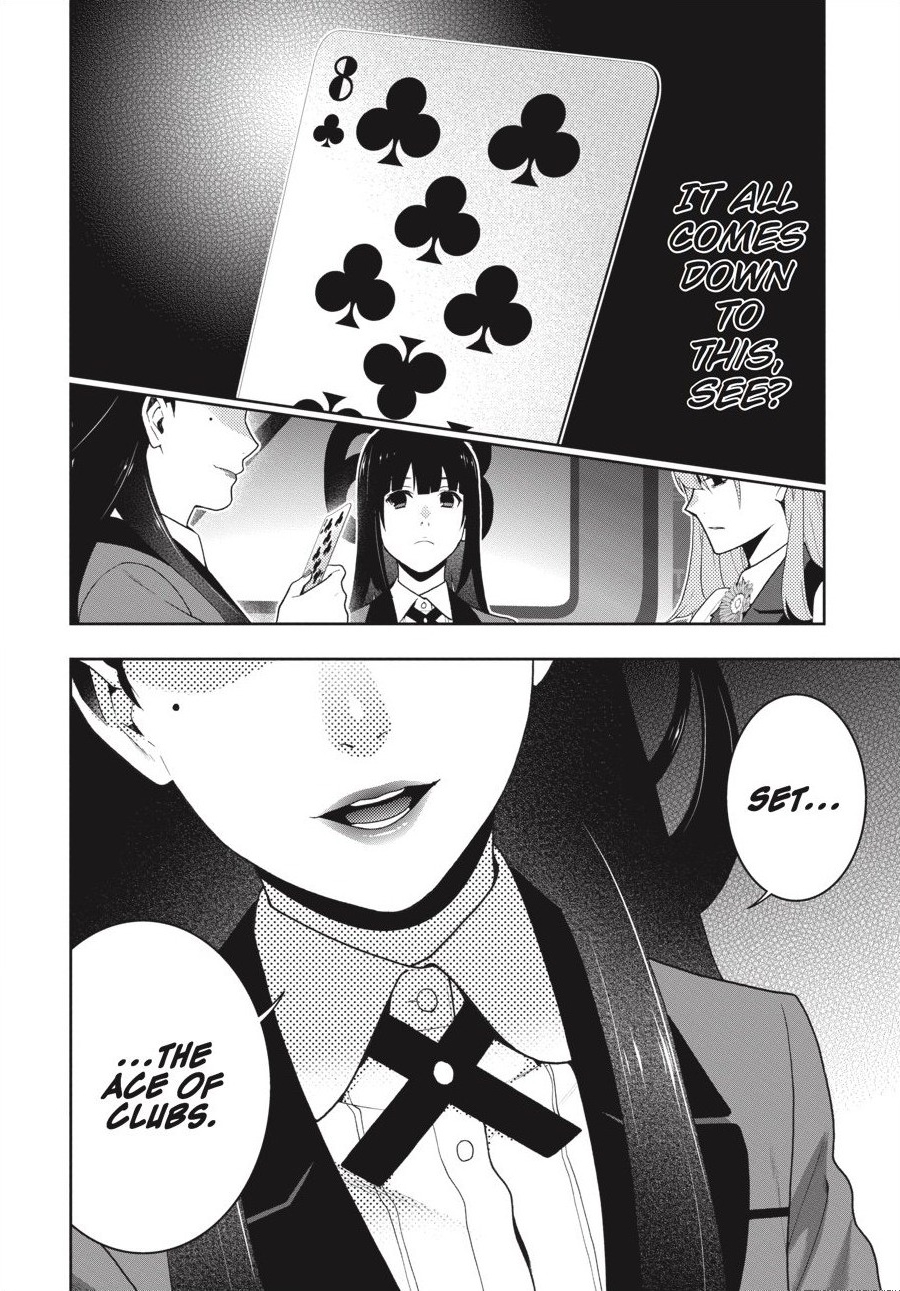 8
IT ALL
COMES
DOWN
TO
THIS,
SEE?
SET...
...THE
ACE OF
CLUBS.